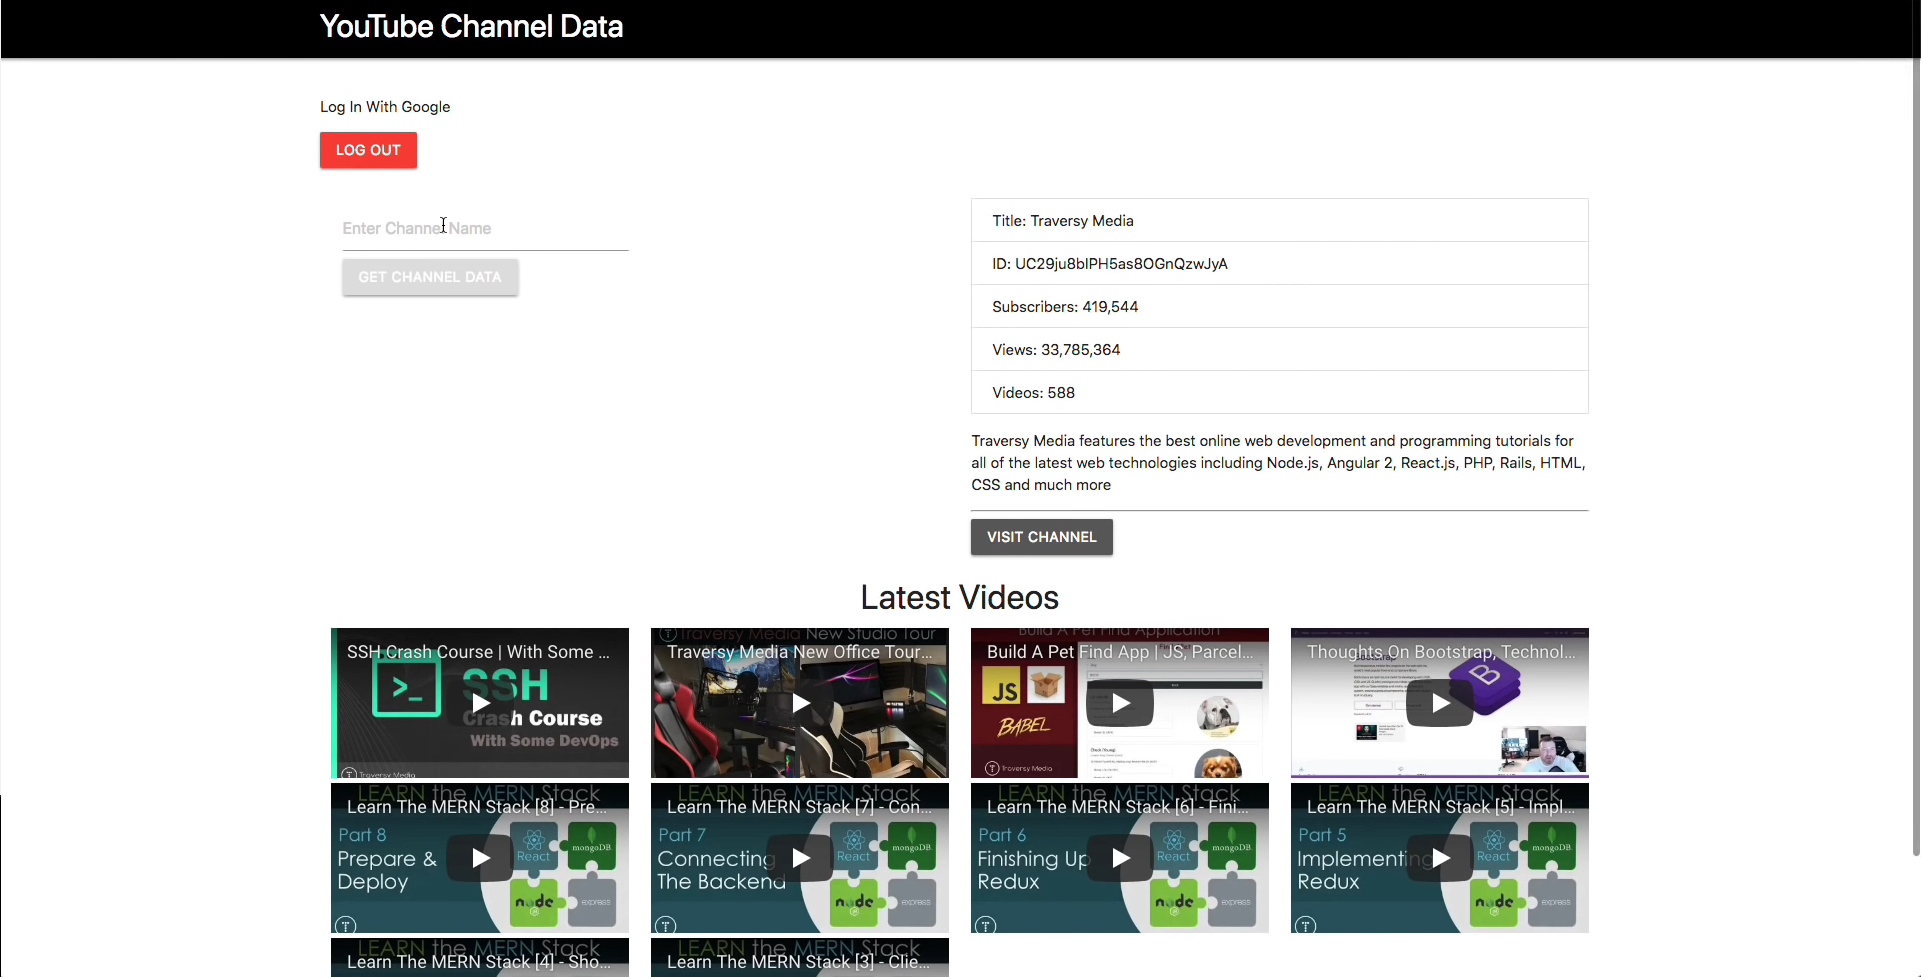 YouTube Channel Data
Log In With Google
LOG OUT
Enter Channel Name
GET CHANNEL DATA
Title: Traversy Media
ID: UC29ju8bIPH5as8OGnQzwJyA
Subscribers: 419,544
Views: 33,785,364
Videos: 588
Traversy Media features the best online web development and programming tutorials for
all of the latest web technologies including Node.js, Angular 2, React.js, PHP, Rails, HTML,
CSS and much more
VISIT CHANNEL
Latest Videos
SSH Crash Course | With Some ...
>_ SSH
Crash Course
With Some DevOps
Traversy Media
Traversy Media New Studio Tour
Traversy Media New Office Tour...
Build A Pet Find Application
Build A Pet Find App | JS, Parcel...
JS
BABEL
Traversy Media
Thoughts On Bootstrap, Technol...
B
LEARN the MERN Stack
Learn The MERN Stack [8] - Pre...
Part 8
Prepare &
Deploy
React
mongoDB
node
express
LEARN the MERN Stack
Learn The MERN Stack [7] - Con...
Part 7
Connecting
The Backend
React
mongoDB
node
express
LEARN the MERN Stack
Learn The MERN Stack [6] - Fini...
Part 6
Finishing Up
Redux
React
mongoDB
node
express
LEARN the MERN Stack
Learn The MERN Stack [5] - Impl...
Part 5
Implementing
Redux
React
mongoDB
node
express
LEARN the MERN Stack
Learn The MERN Stack [4] - Sho...
LEARN the MERN Stack
Learn The MERN Stack [3] - Clie...